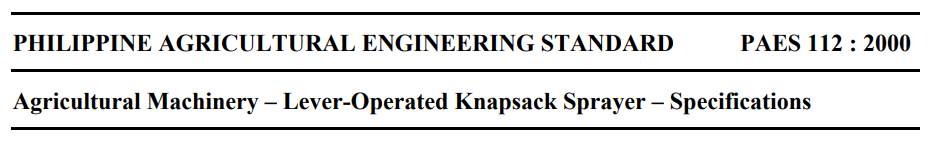 PHILIPPINE AGRICULTURAL ENGINEERING STANDARD PAES 112 : 2000
Agricultural Machinery – Lever-Operated Knapsack Sprayer – Specifications